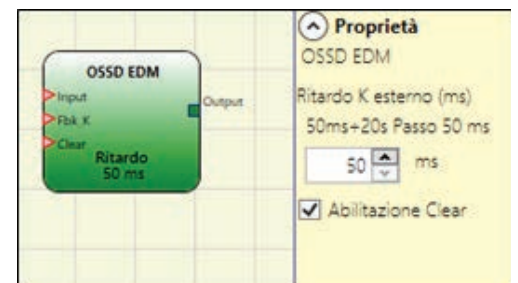 OSSD EDM
Input
Fbk_K
Clear
Output
Ritardo
50 ms
Proprietà
OSSD EDM
Ritardo K esterno (ms)
50ms÷20s Passo 50 ms
50 ms
Abilitazione Clear